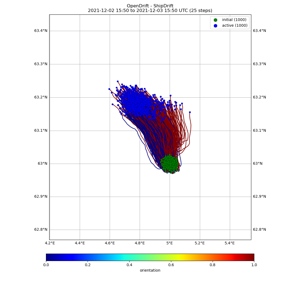 OpenDrift - ShipDrift
2021-12-02 15:50 to 2021-12-03 15:50 UTC (25 steps)
initial (1000)
active (1000)
63.4°N 63.4°N
63.3°N 63.3°N
63.2°N 63.2°N
63.1°N 63.1°N
63°N 63°N
62.9°N 62.9°N
62.8°N 62.8°N
4.2°E 4.4°E 4.6°E 4.8°E 5°E 5.2°E 5.4°E
0.0 0.2 0.4 0.6 0.8 1.0
orientation